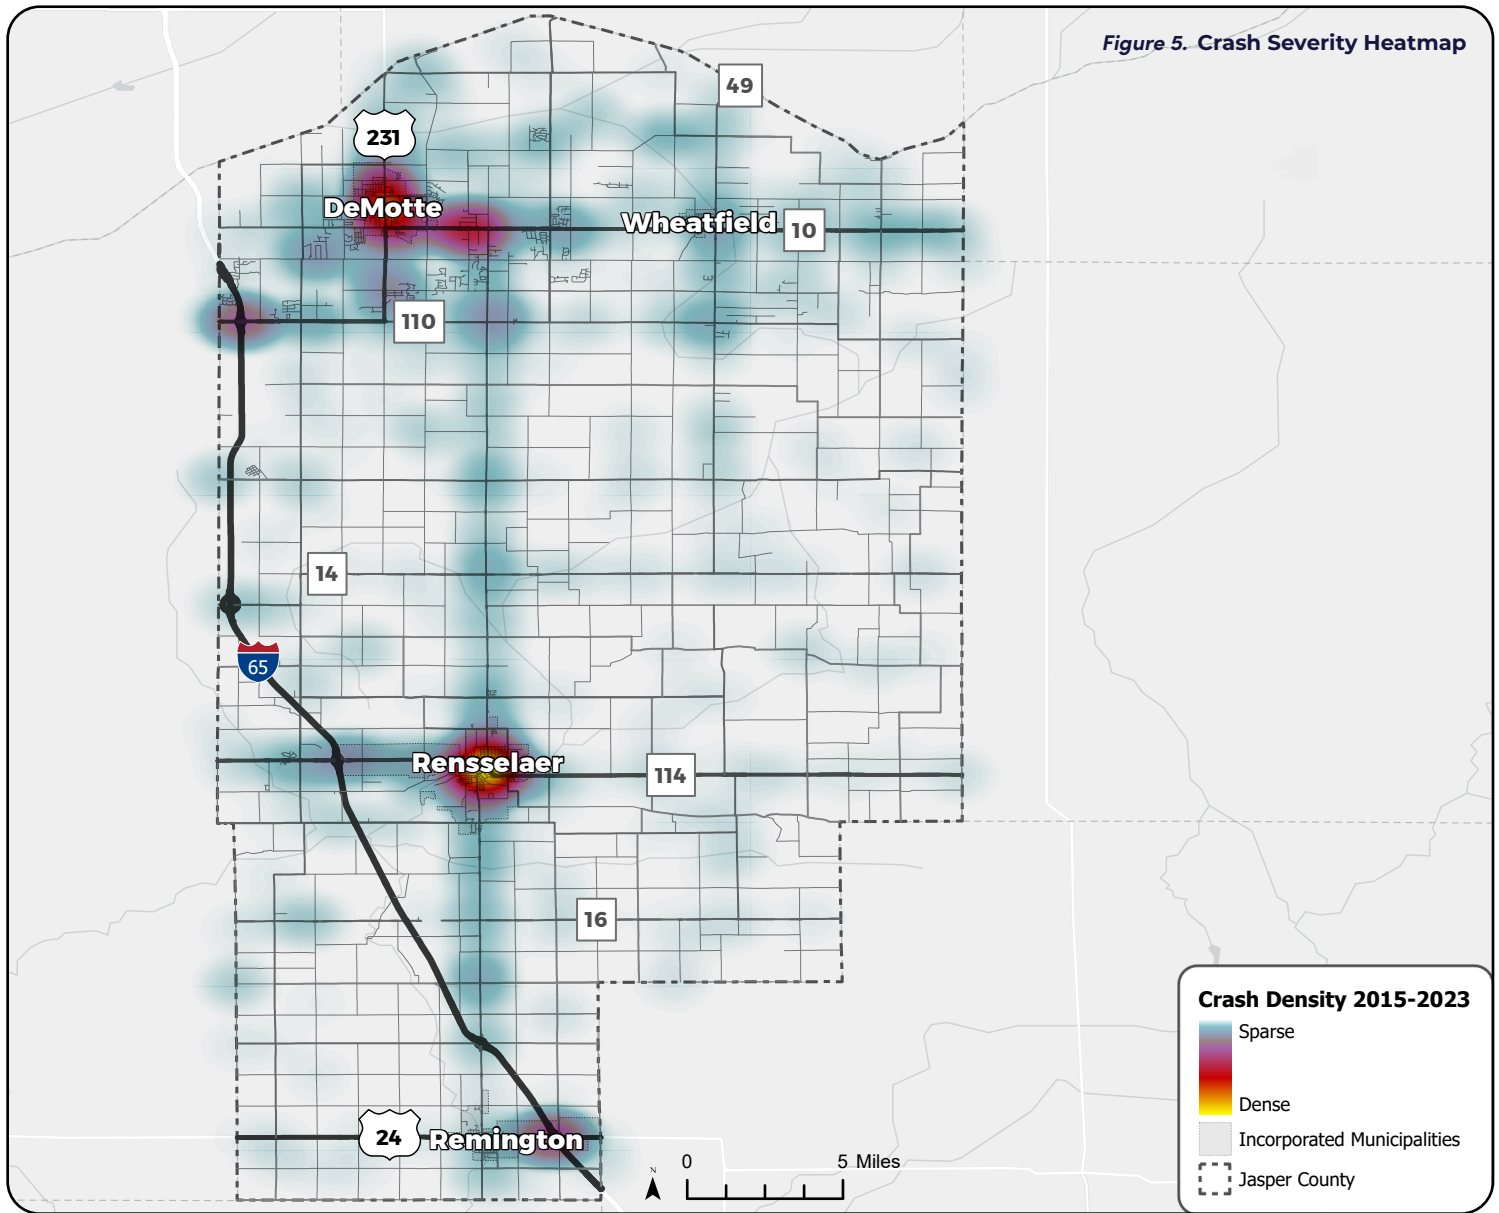 Figure 5. Crash Severity Heatmap
49
231
DeMotte
Wheatfield
10
110
14
65
Rensselaer
114
16
24
Remington
N
0
5 Miles
Crash Density 2015-2023
Sparse
Dense
Incorporated Municipalities
Jasper County